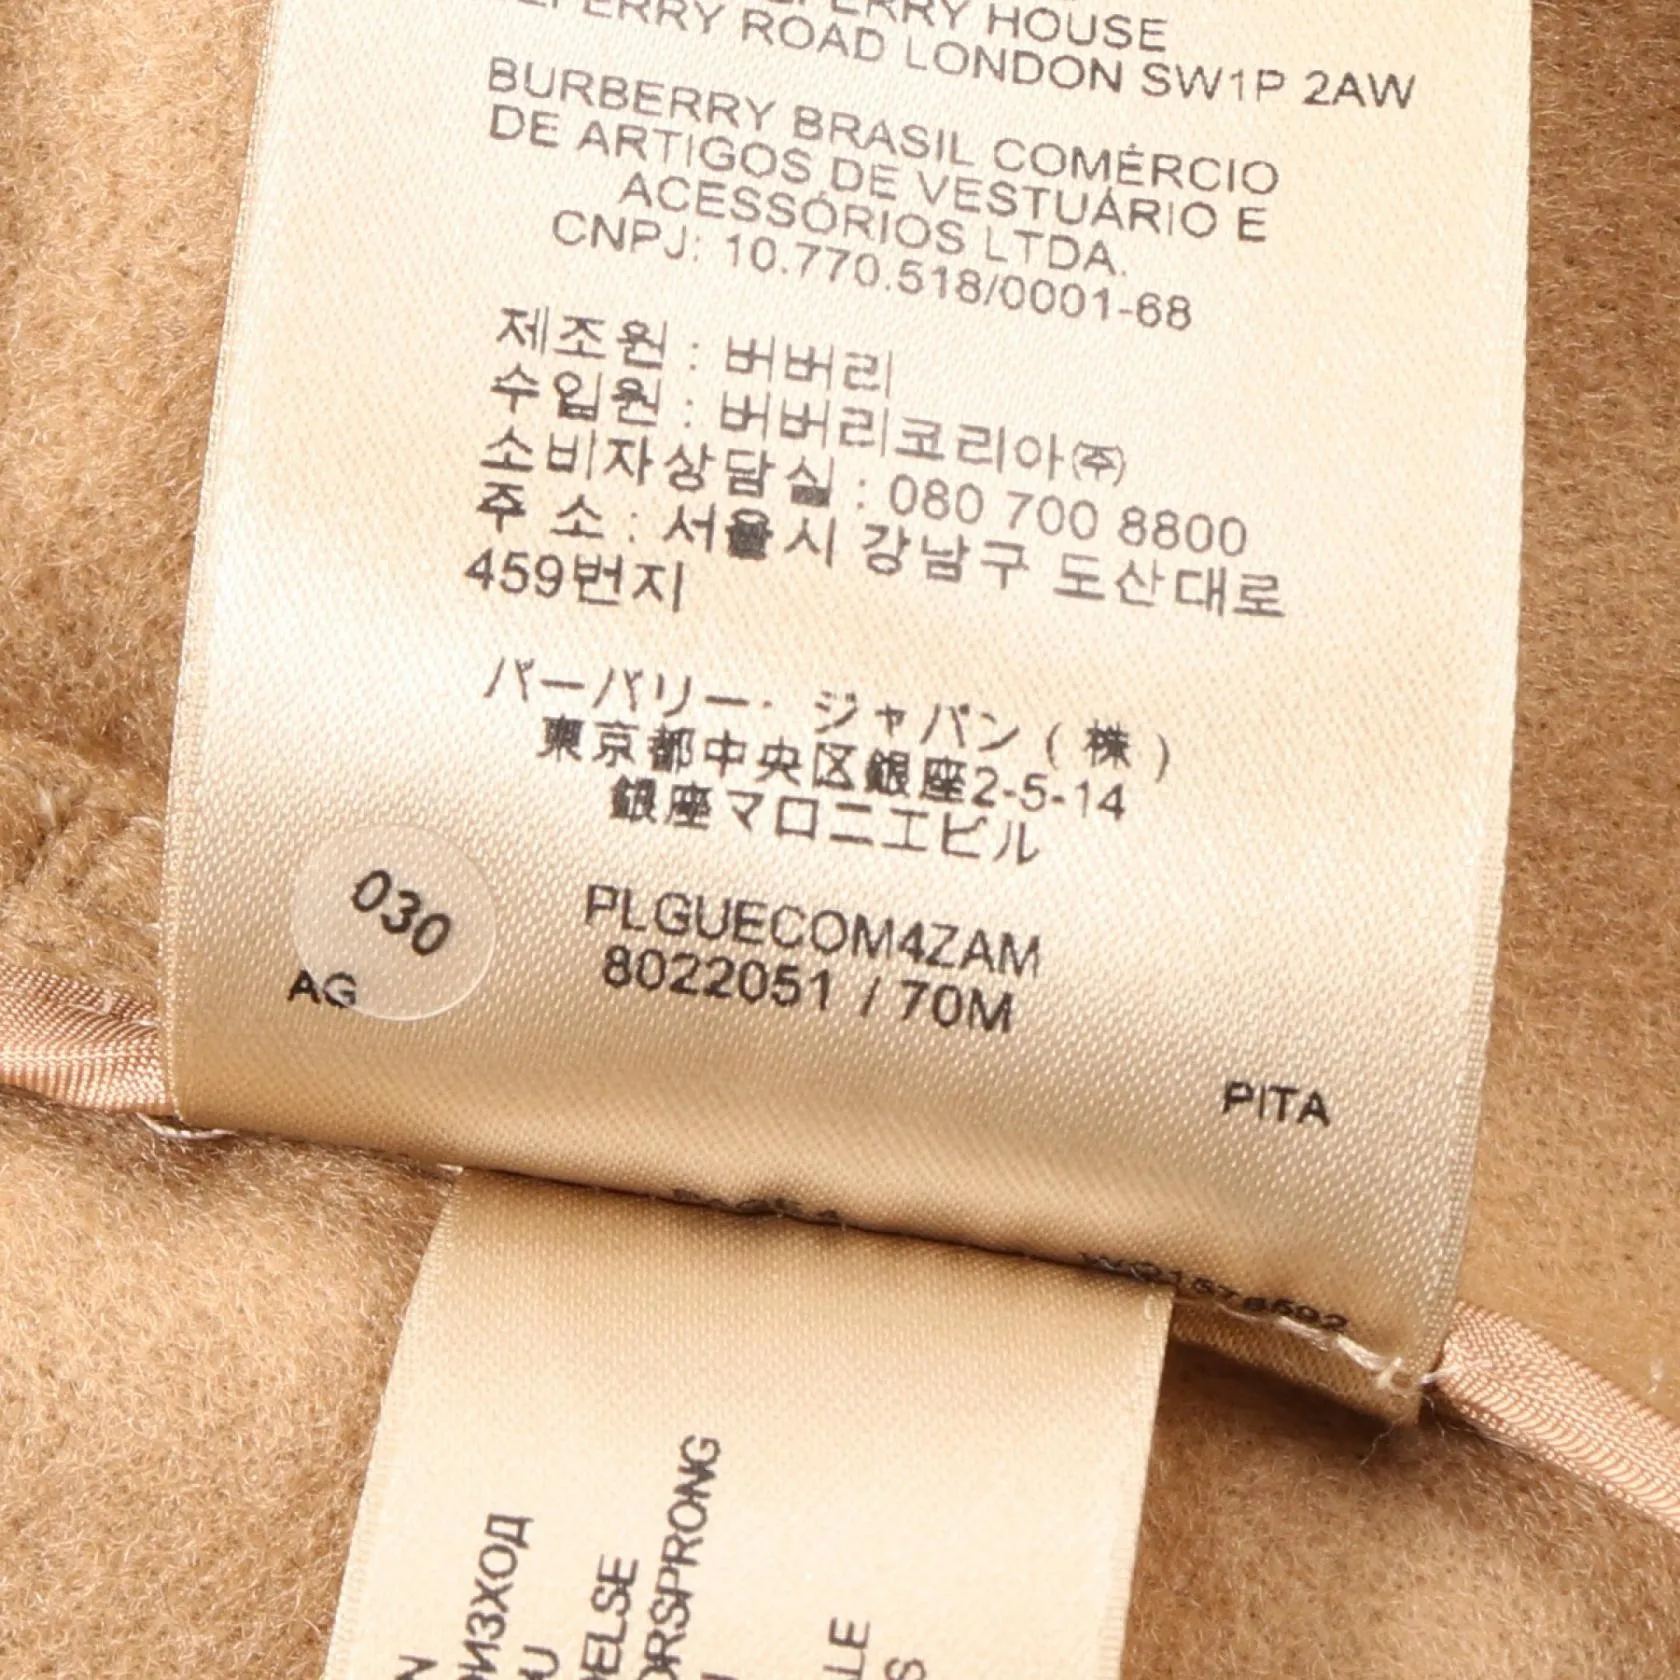 HOUSE
ROAD LONDON SW1P 2AW
BURBERRY BRASIL COMÉRCIO
DE ARTIGOS DE VESTUÁRIO E
ACESSÓRIOS LTDA.
CNPJ: 10.770.518/0001-68
제조원 : 버버리
수입원 : 버버리코리아㈜
소비자상담실 : 080 700 8800
주 소 : 서울시 강남구 도산대로
459번지
バーバリー・ジャパン ( 株 )
東京都中央区銀座2-5-14
銀座マロニエビル
030
AG
PLGUECOM4ZAM
8022051 / 70M
PITA